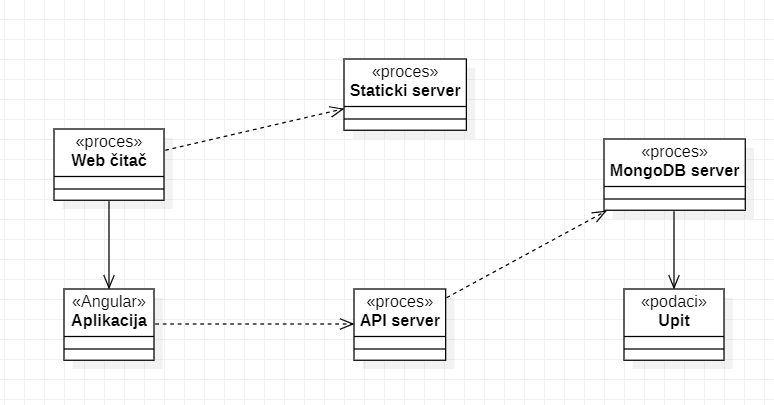 «proces»
Staticki server
«proces»
Web čitač
«proces»
MongoDB server
«Angular»
Aplikacija
«proces»
API server
«podaci»
Upit